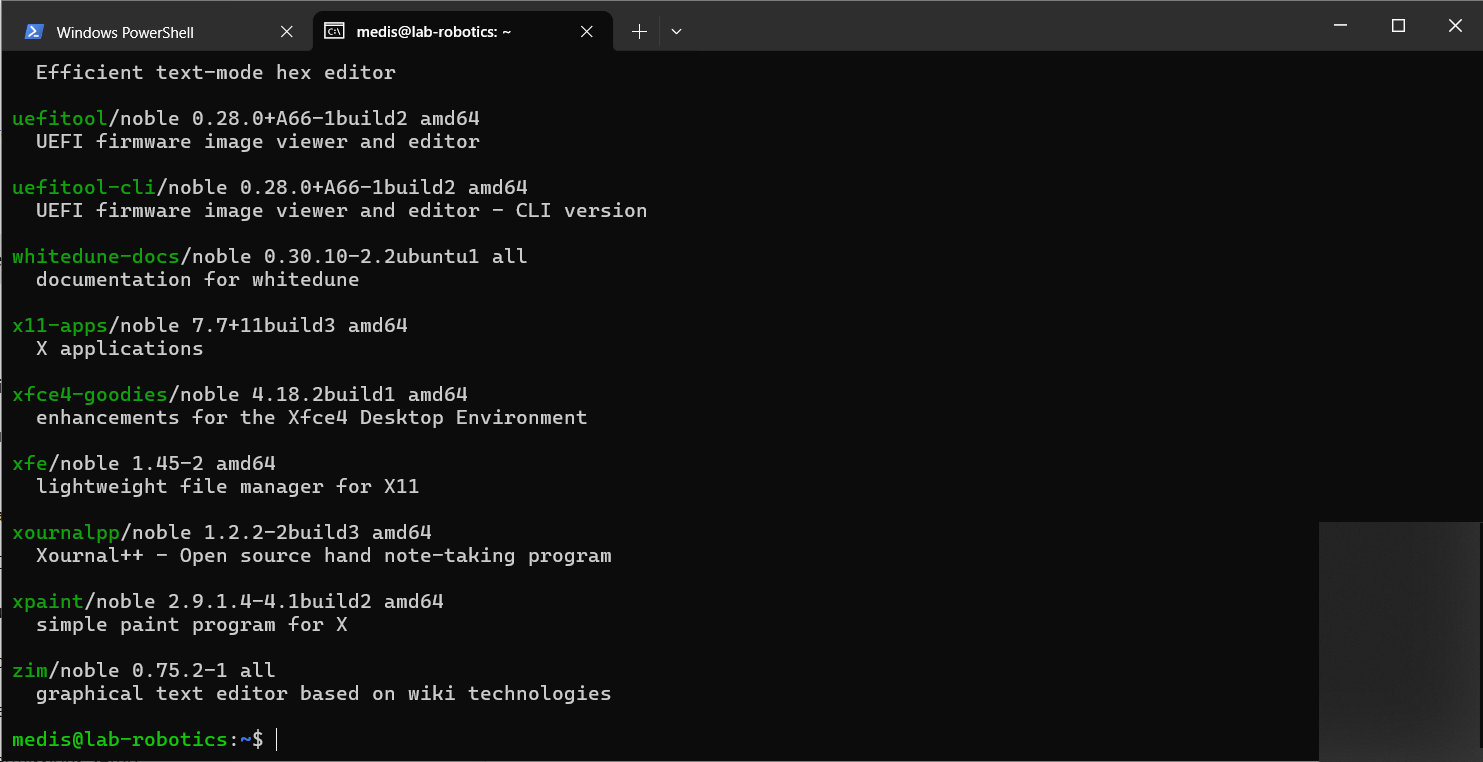 Windows PowerShell
medis@lab-robotics: ~
Efficient text-mode hex editor
uefitool/noble 0.28.0+A66-1build2 amd64
UEFI firmware image viewer and editor
uefitool-cli/noble 0.28.0+A66-1build2 amd64
UEFI firmware image viewer and editor - CLI version
whitedune-docs/noble 0.30.10-2.2ubuntu1 all
documentation for whitedune
x11-apps/noble 7.7+11build3 amd64
X applications
xfce4-goodies/noble 4.18.2build1 amd64
enhancements for the Xfce4 Desktop Environment
xfe/noble 1.45-2 amd64
lightweight file manager for X11
xournalpp/noble 1.2.2-2build3 amd64
Xournal++ - Open source hand note-taking program
xpaint/noble 2.9.1.4-4.1build2 amd64
simple paint program for X
zim/noble 0.75.2-1 all
graphical text editor based on wiki technologies
medis@lab-robotics:~$